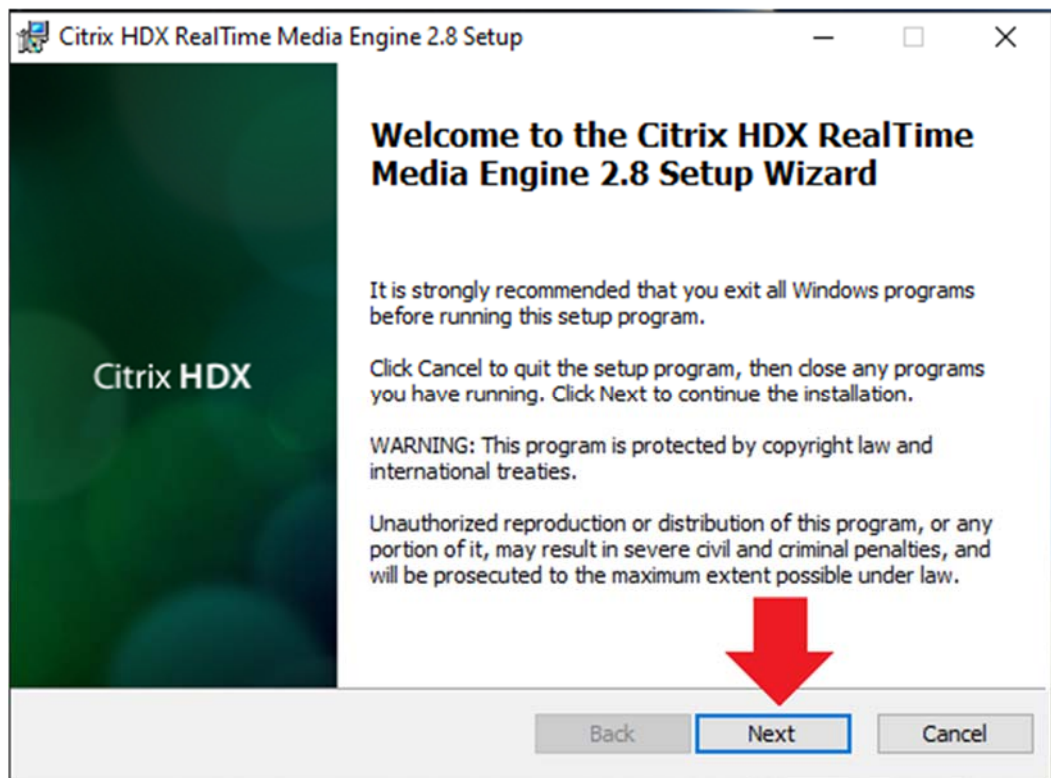 Citrix HDX RealTime Media Engine 2.8 Setup
Welcome to the Citrix HDX RealTime
Media Engine 2.8 Setup Wizard
It is strongly recommended that you exit all Windows programs
before running this setup program.
Citrix HDX
Click Cancel to quit the setup program, then close any programs
you have running. Click Next to continue the installation.
WARNING: This program is protected by copyright law and
international treaties.
Unauthorized reproduction or distribution of this program, or any
portion of it, may result in severe civil and criminal penalties, and
will be prosecuted to the maximum extent possible under law.
Back
Next
Cancel